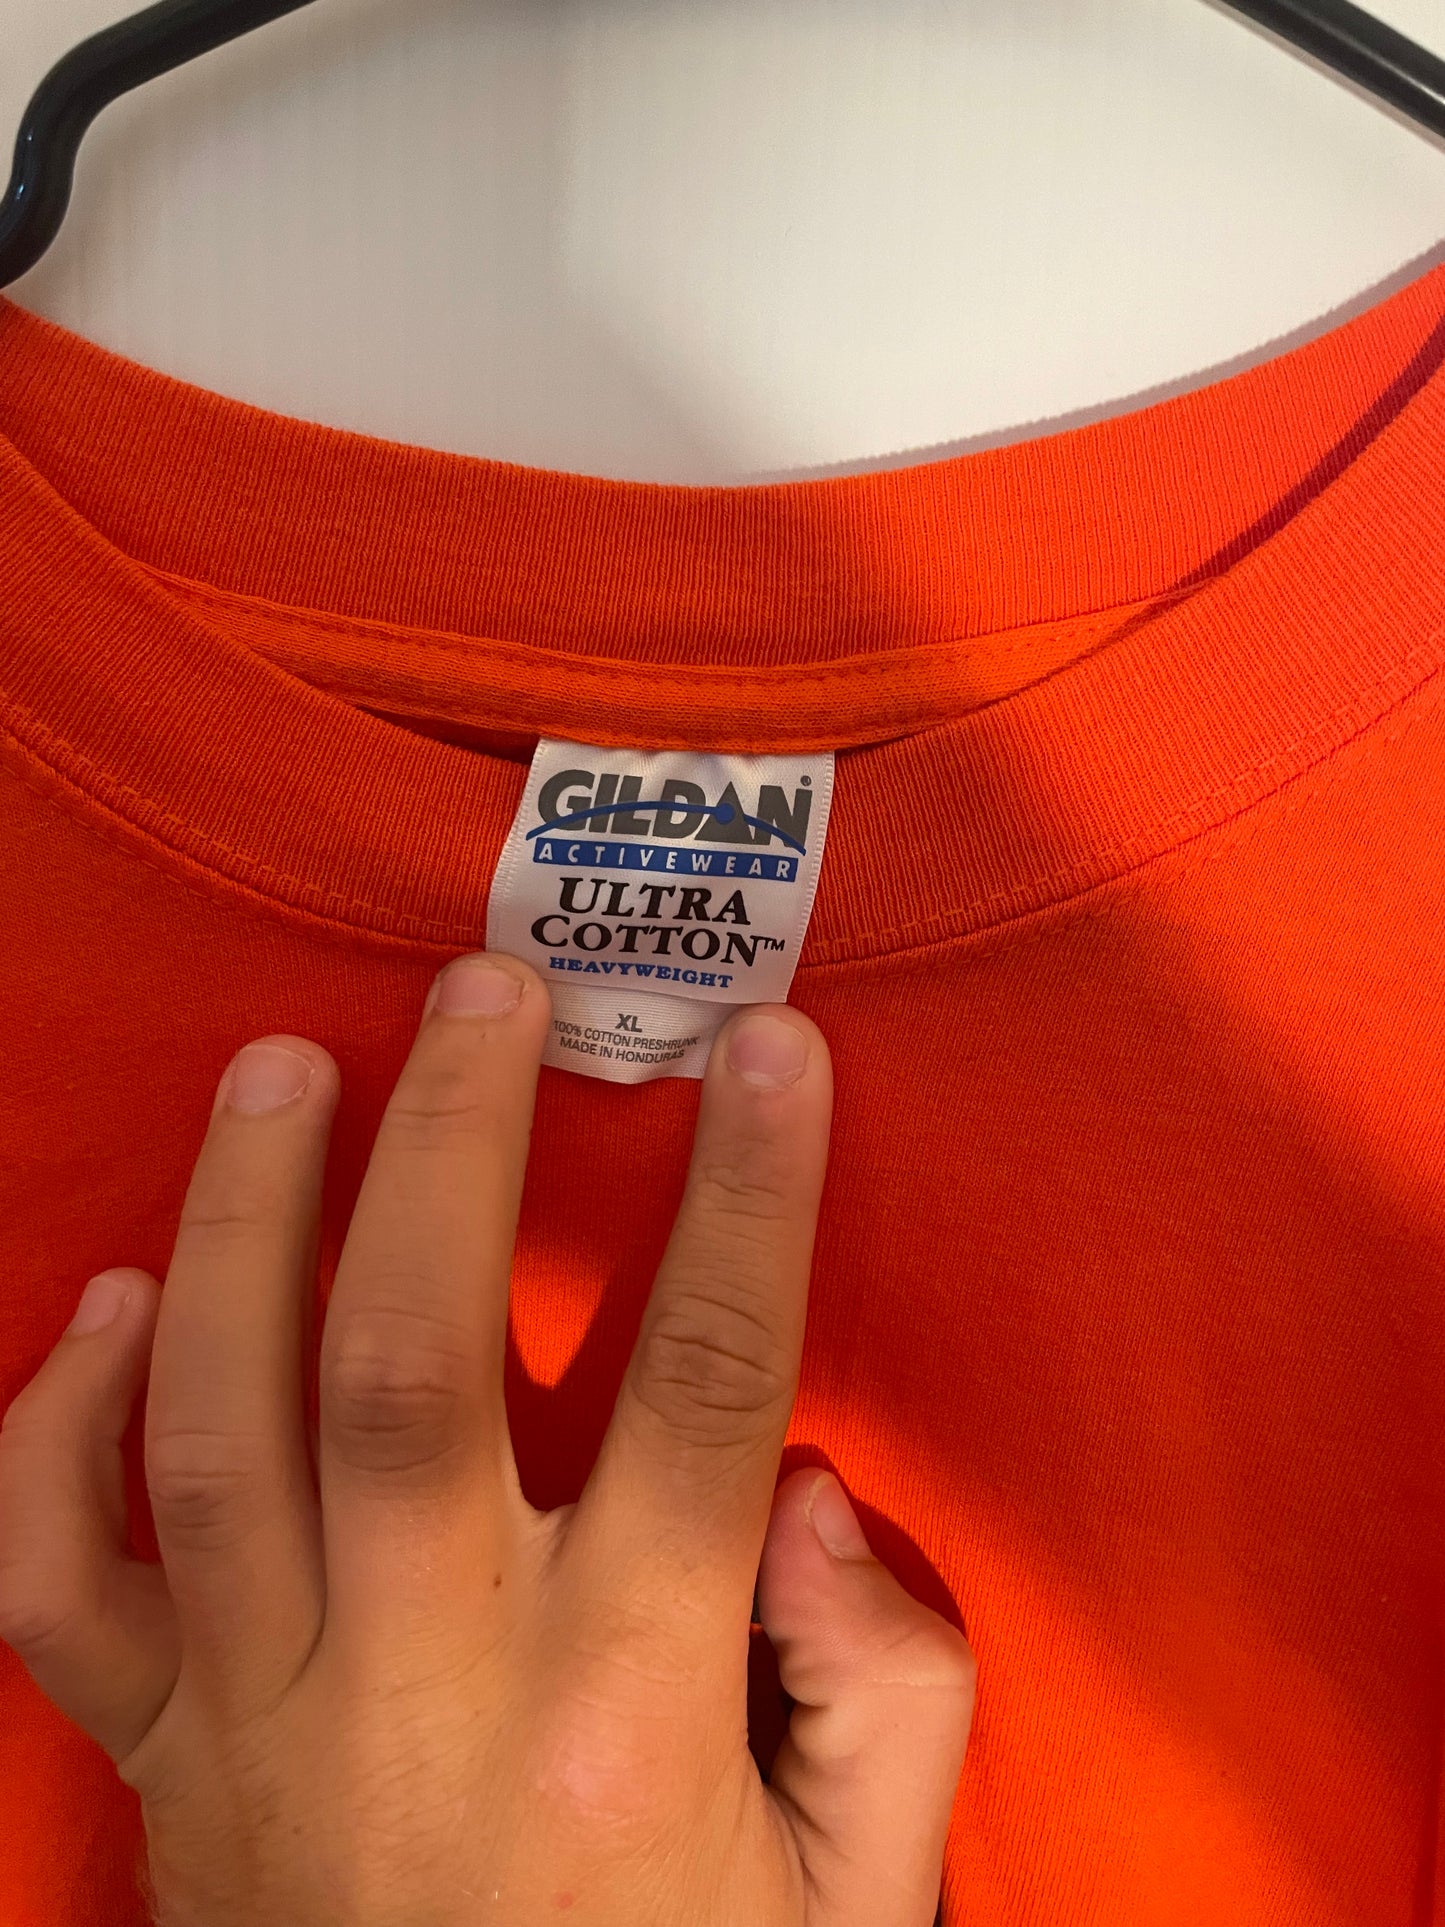 GILDAN®
ACTIVEWEAR
ULTRA
COTTON™
HEAVYWEIGHT
XL
100% COTTON PRESHRUNK
MADE IN HONDURAS